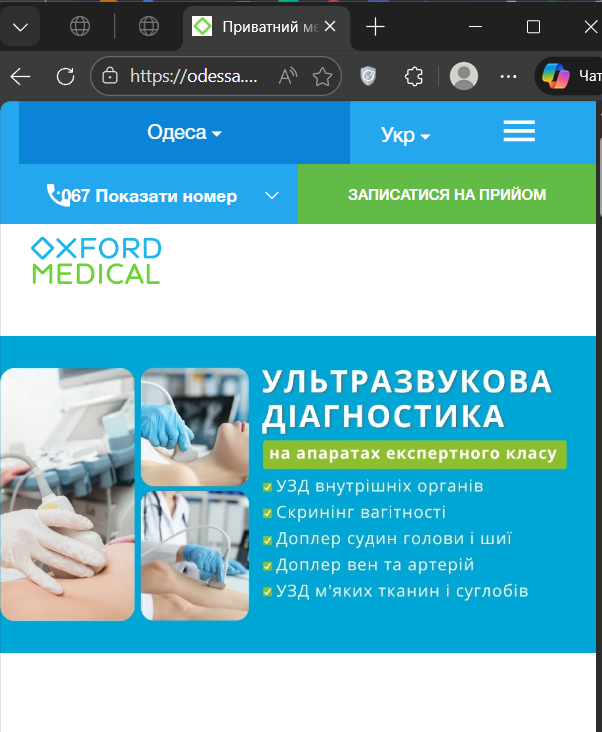 Приватний ме
https://odessa....
Чат
Одеса
Укр
067 Показати номер
ЗАПИСАТИСЯ НА ПРИЙОМ
OXFORD
MEDICAL
УЛЬТРАЗВУКОВА
ДІАГНОСТИКА
на апаратах експертного класу
УЗД внутрішніх органів
Скринінг вагітності
Доплер судин голови і шиї
Доплер вен та артерій
УЗД м'яких тканин і суглобів